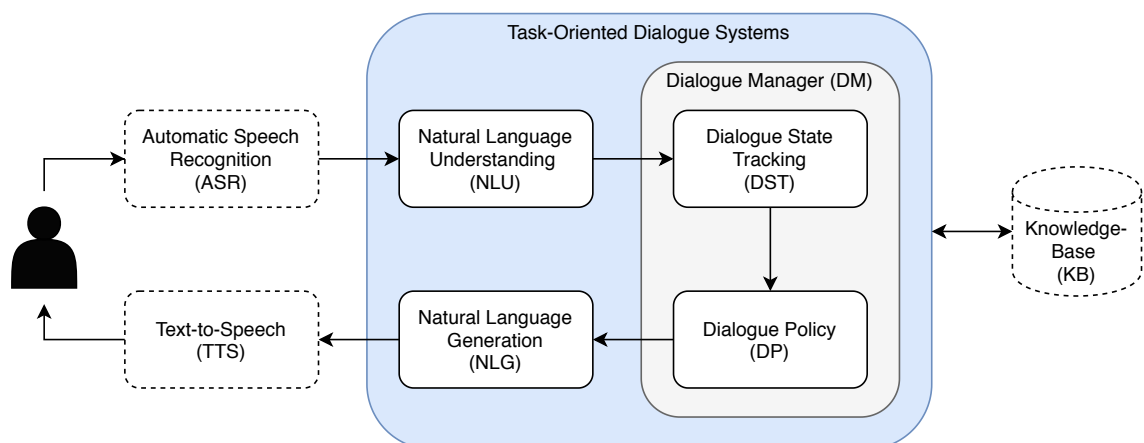 Task-Oriented Dialogue Systems
Dialogue Manager (DM)
Automatic Speech
Recognition
(ASR)
Natural Language
Understanding
(NLU)
Dialogue State
Tracking
(DST)
Knowledge-
Base
(KB)
Text-to-Speech
(TTS)
Natural Language
Generation
(NLG)
Dialogue Policy
(DP)